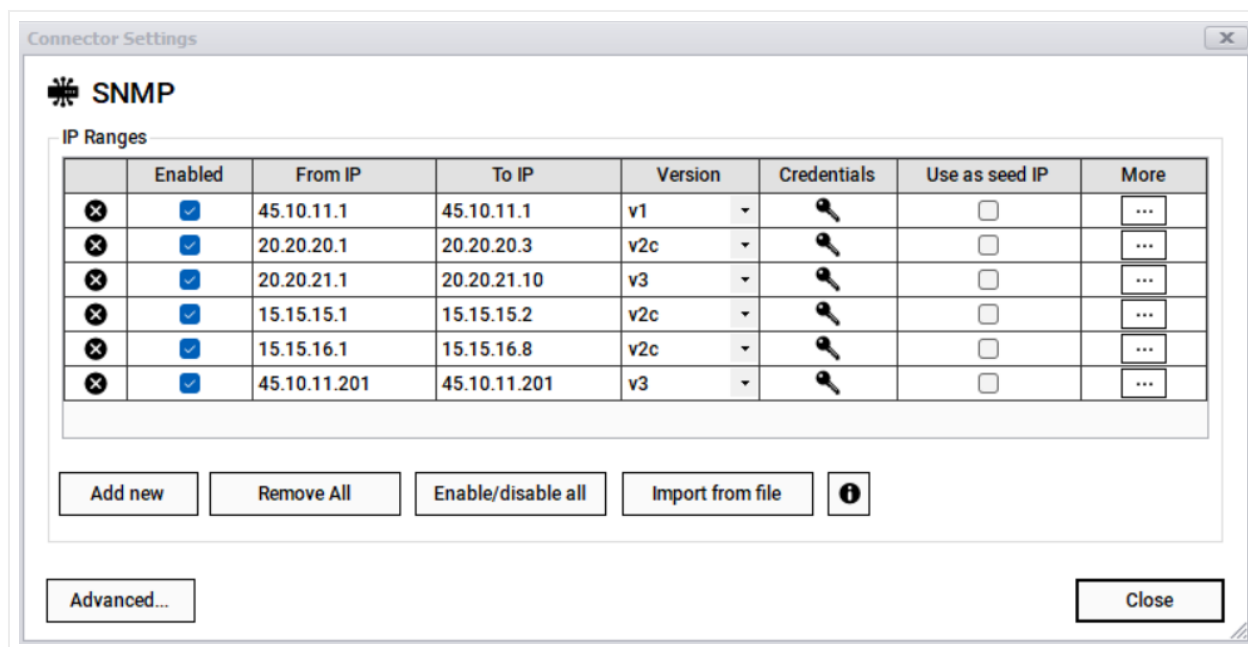 Connector Settings
SNMP
IP Ranges
Enabled From IP To IP Version Credentials Use as seed IP More
45.10.11.1 45.10.11.1 v1 ...
20.20.20.1 20.20.20.3 v2c ...
20.20.21.1 20.20.21.10 v3 ...
15.15.15.1 15.15.15.2 v2c ...
15.15.16.1 15.15.16.8 v2c ...
45.10.11.201 45.10.11.201 v3 ...
Add new Remove All Enable/disable all Import from file
Advanced... Close